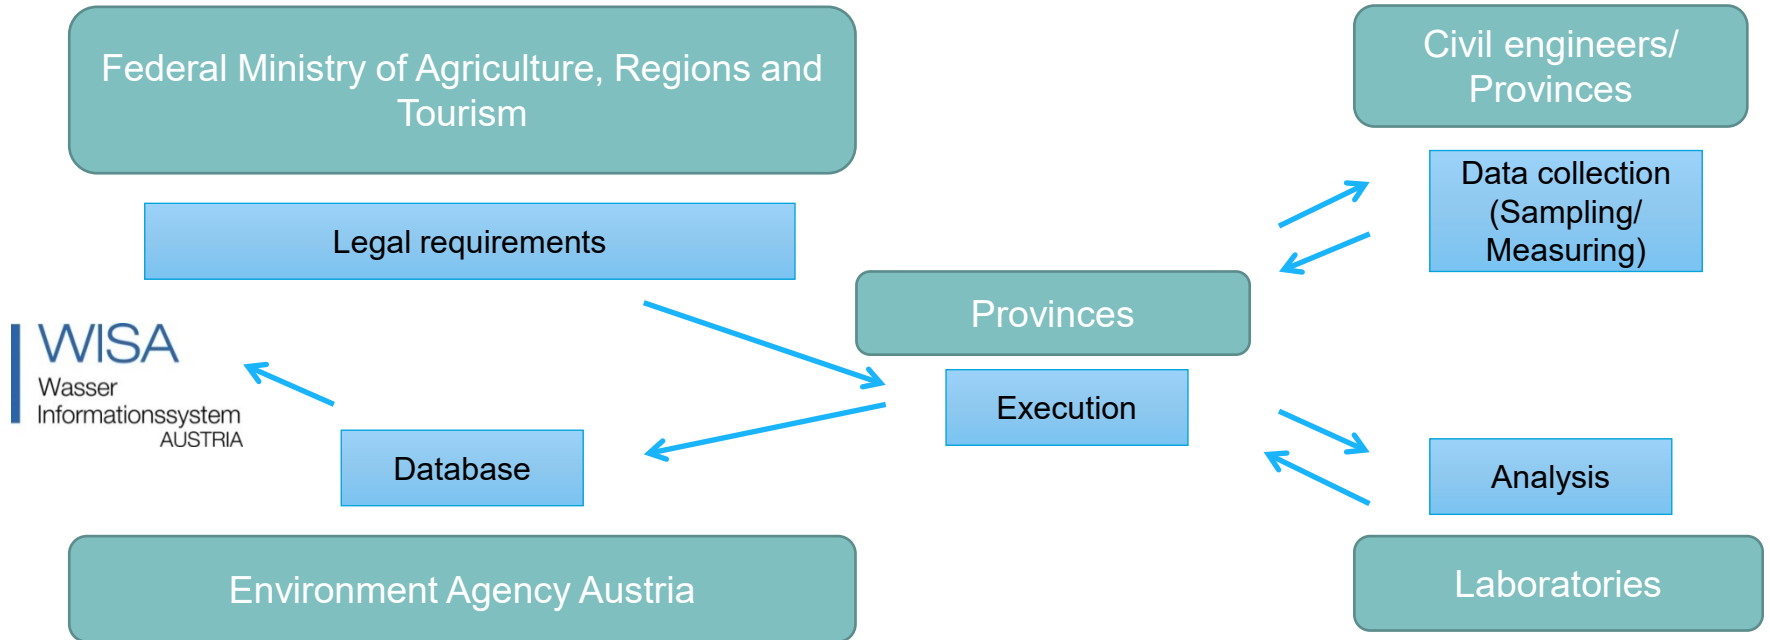 Federal Ministry of Agriculture, Regions and
Tourism
Legal requirements
WISA
Wasser
Informationssystem
AUSTRIA
Database
Environment Agency Austria
Provinces
Execution
Civil engineers/
Provinces
Data collection
(Sampling/
Measuring)
Analysis
Laboratories